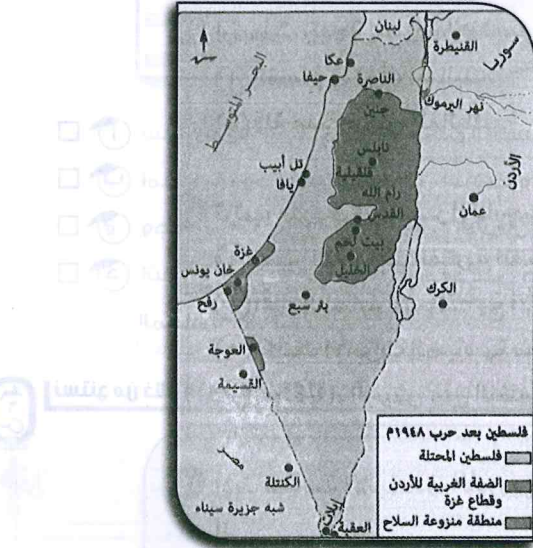 لبنان
سوريا
القنيطرة
عكا
حيفا
الناصرة
البحر المتوسط
نهر اليرموك
جنين
نابلس
قلقيلية
تل أبيب
يافا
رام الله
الأردن
عمان
القدس
بيت لحم
الخليل
غزة
خان يونس
رفح
بئر سبع
الكرك
العوجة
القسيمة
مصر
الكنتلة
شبه جزيرة سيناء
إيلات
العقبة
فلسطين بعد حرب ١٩٤٨م
فلسطين المحتلة
الضفة الغربية للأردن
وقطاع غزة
منطقة منزوعة السلاح